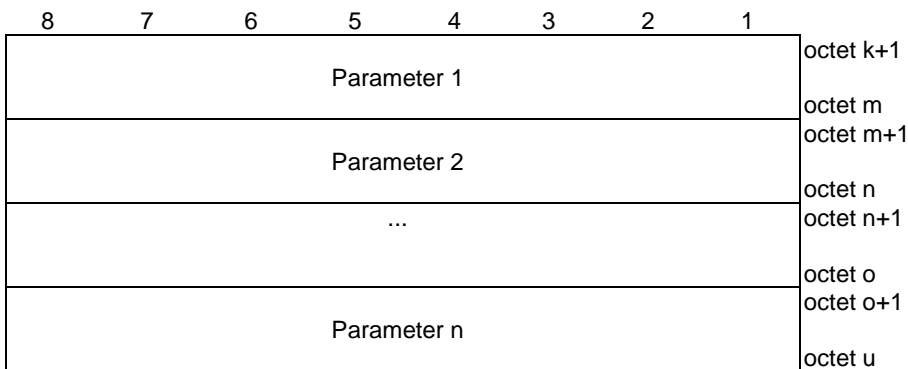 8 7 6 5 4 3 2 1
octet k+1
Parameter 1
octet m
octet m+1
Parameter 2
octet n
... octet n+1
octet o
octet o+1
Parameter n
octet u